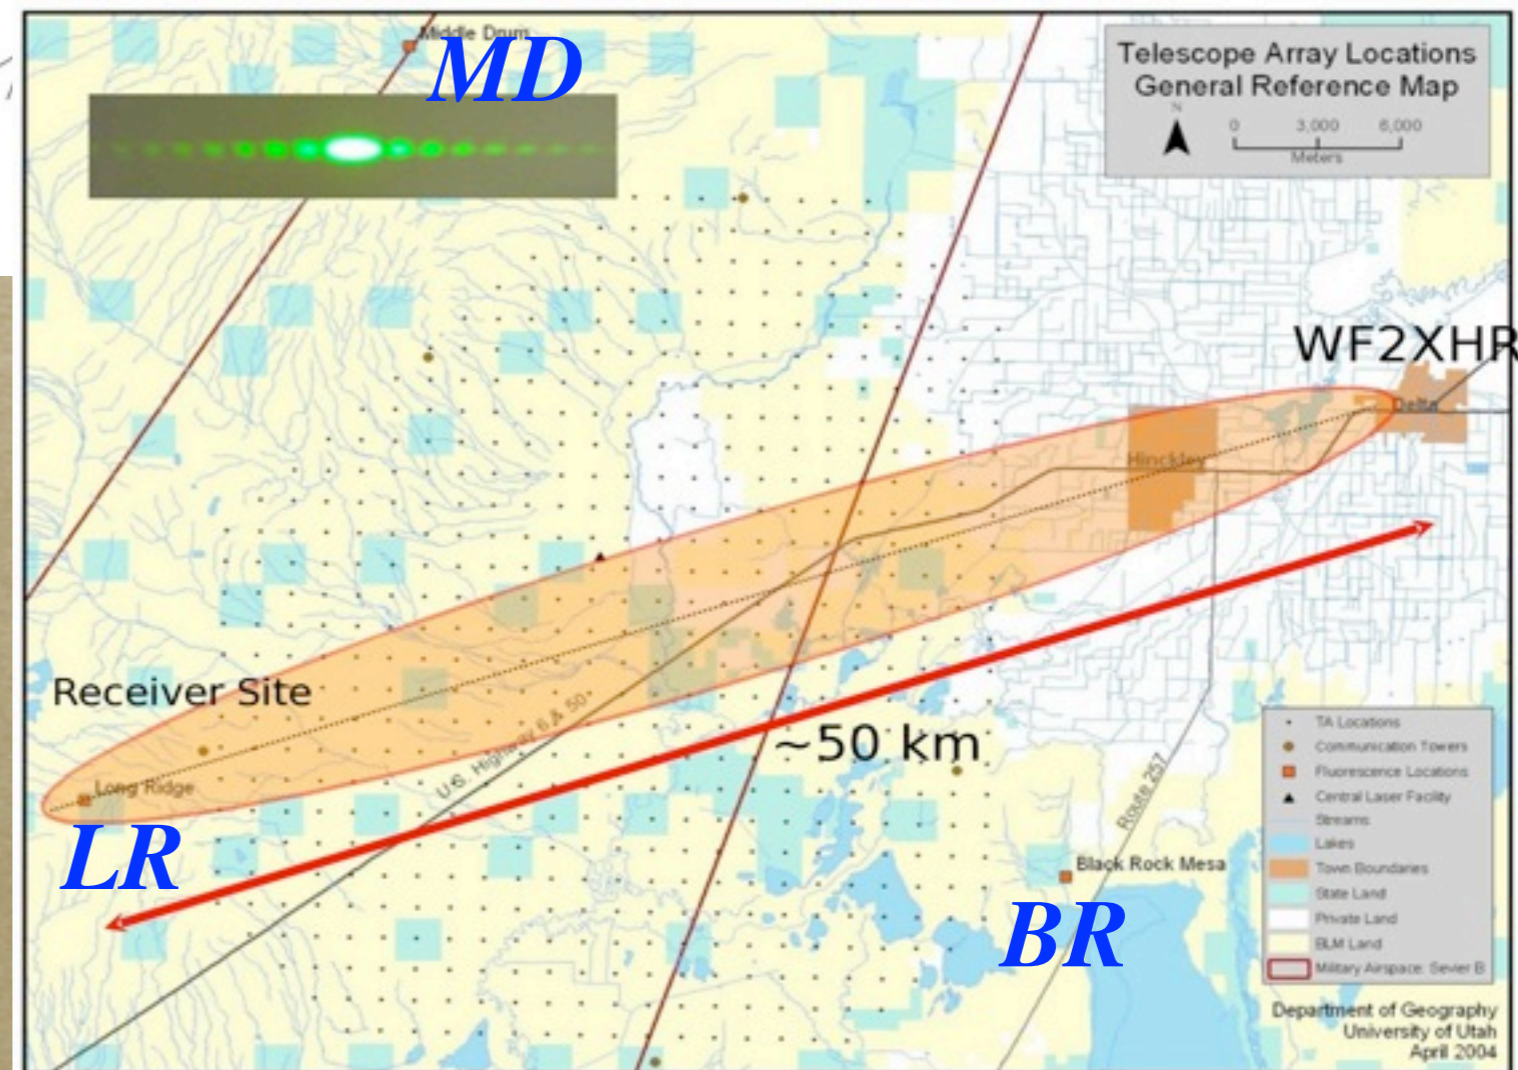 Middle Drum
MD
Telescope Array Locations
General Reference Map
N
0 3,000 6,000
Meters
WF2XHR
Delta
Hinckley
Receiver Site
U.S. Highway 6 & 50
~50 km
Long Ridge
LR
Route 257
Black Rock Mesa
BR
TA Locations
Communication Towers
Fluorescence Locations
Central Laser Facility
Streams
Lakes
Town Boundaries
State Land
Private Land
BLM Land
Military Airspace: Sevier B
Department of Geography
University of Utah
April 2004